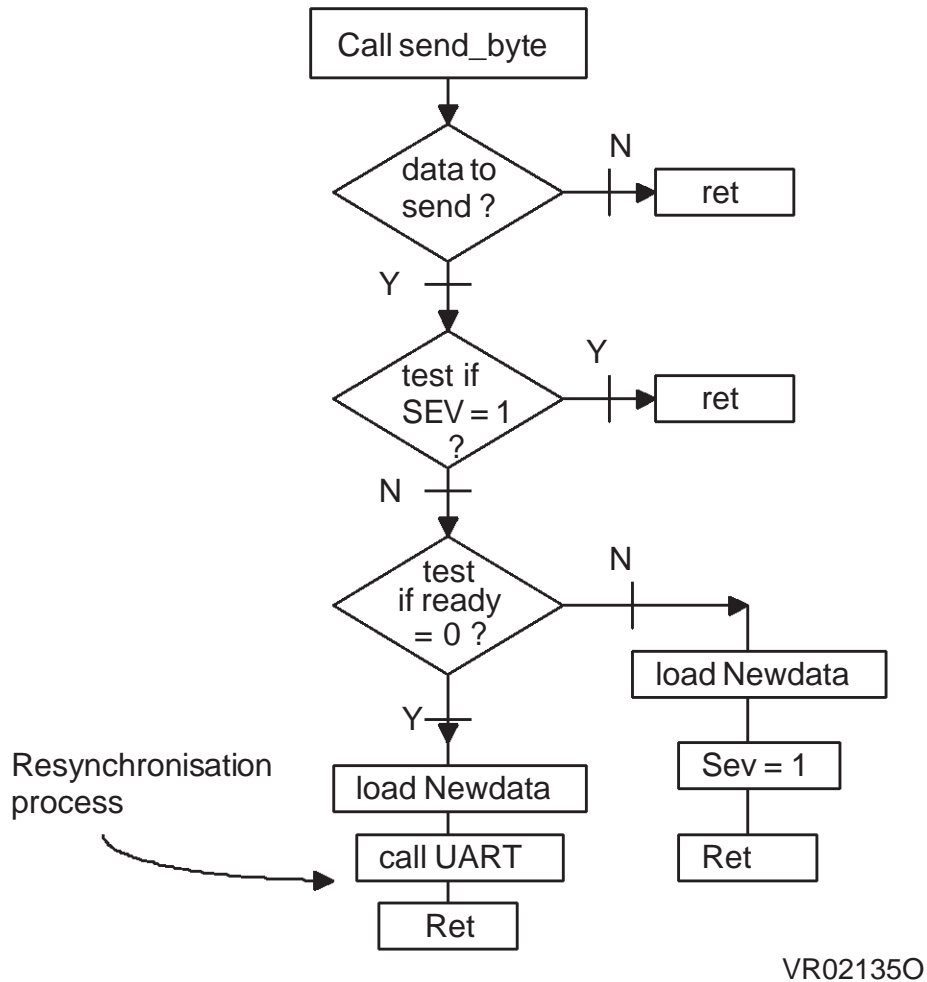 Call send_byte
data to
send ?
N
ret
Y
test if
SEV = 1
?
Y
ret
N
test
if ready
= 0 ?
N
load Newdata
Sev = 1
Ret
Y
load Newdata
call UART
Ret
Resynchronisation
process
VR02135O